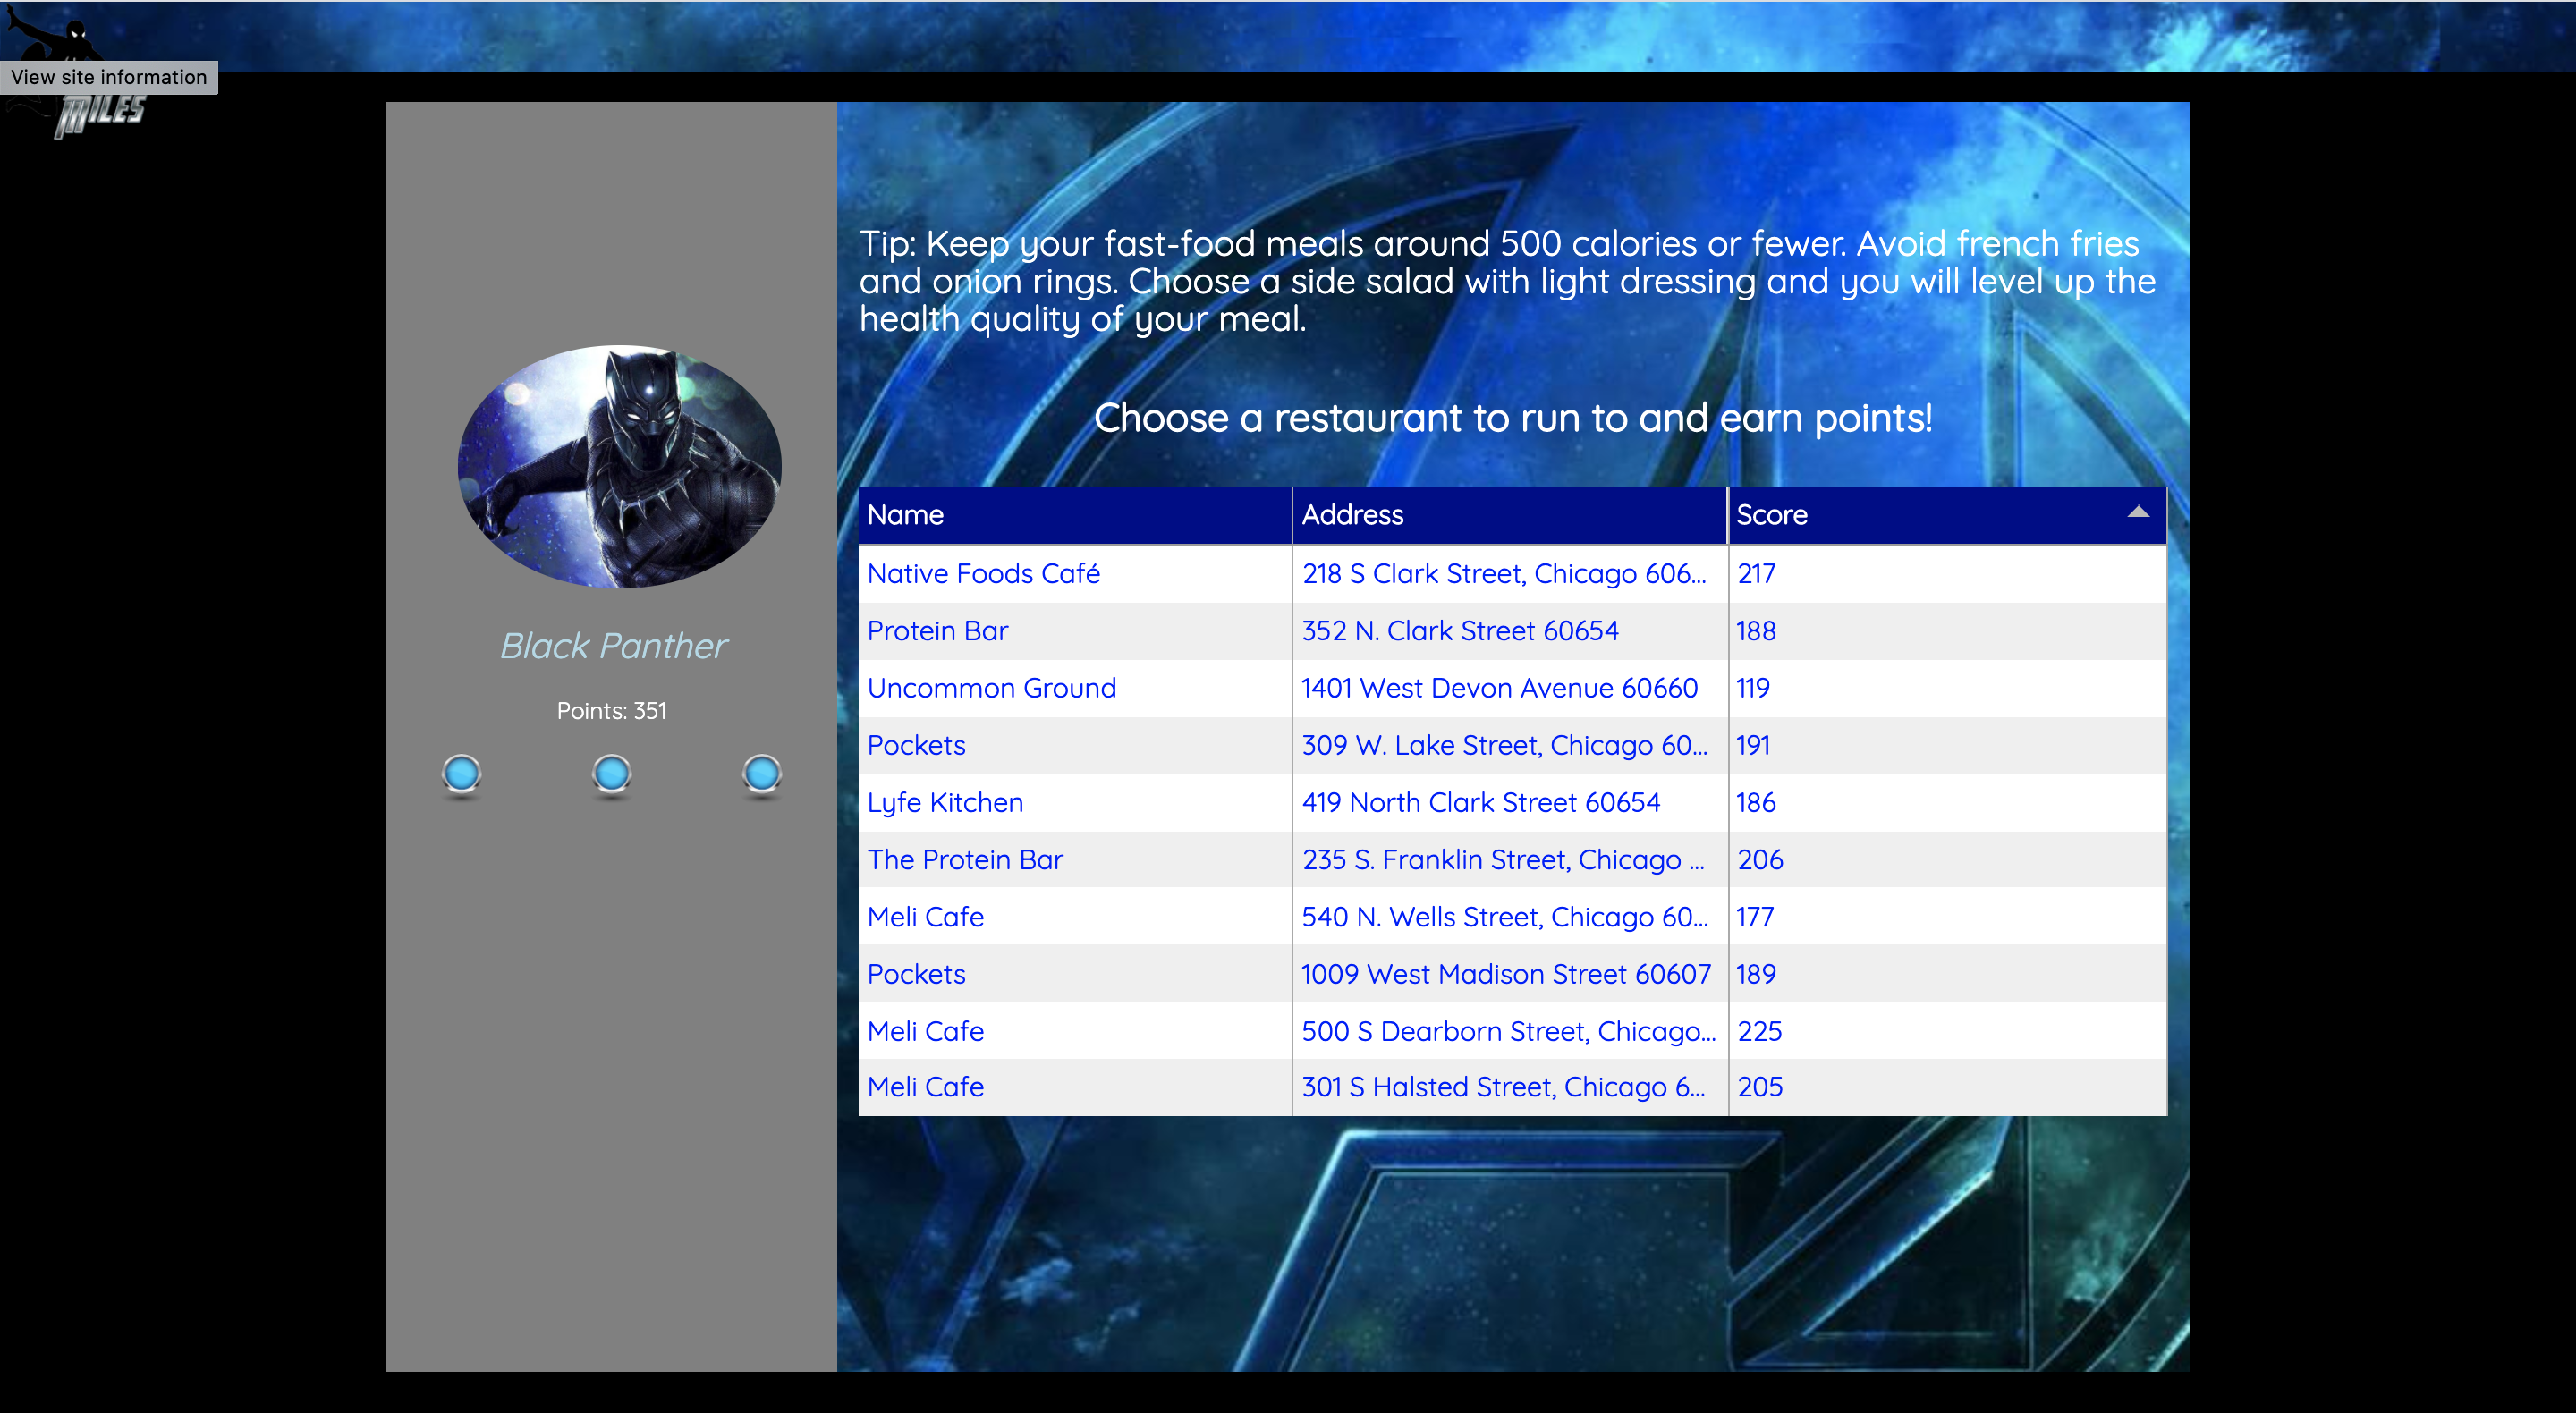 View site information
MILES
Tip: Keep your fast-food meals around 500 calories or fewer. Avoid french fries
and onion rings. Choose a side salad with light dressing and you will level up the
health quality of your meal.
Choose a restaurant to run to and earn points!
Black Panther
Points: 351
Name Address Score
Native Foods Café 218 S Clark Street, Chicago 606... 217
Protein Bar 352 N. Clark Street 60654 188
Uncommon Ground 1401 West Devon Avenue 60660 119
Pockets 309 W. Lake Street, Chicago 60... 191
Lyfe Kitchen 419 North Clark Street 60654 186
The Protein Bar 235 S. Franklin Street, Chicago ... 206
Meli Cafe 540 N. Wells Street, Chicago 60... 177
Pockets 1009 West Madison Street 60607 189
Meli Cafe 500 S Dearborn Street, Chicago... 225
Meli Cafe 301 S Halsted Street, Chicago 6... 205